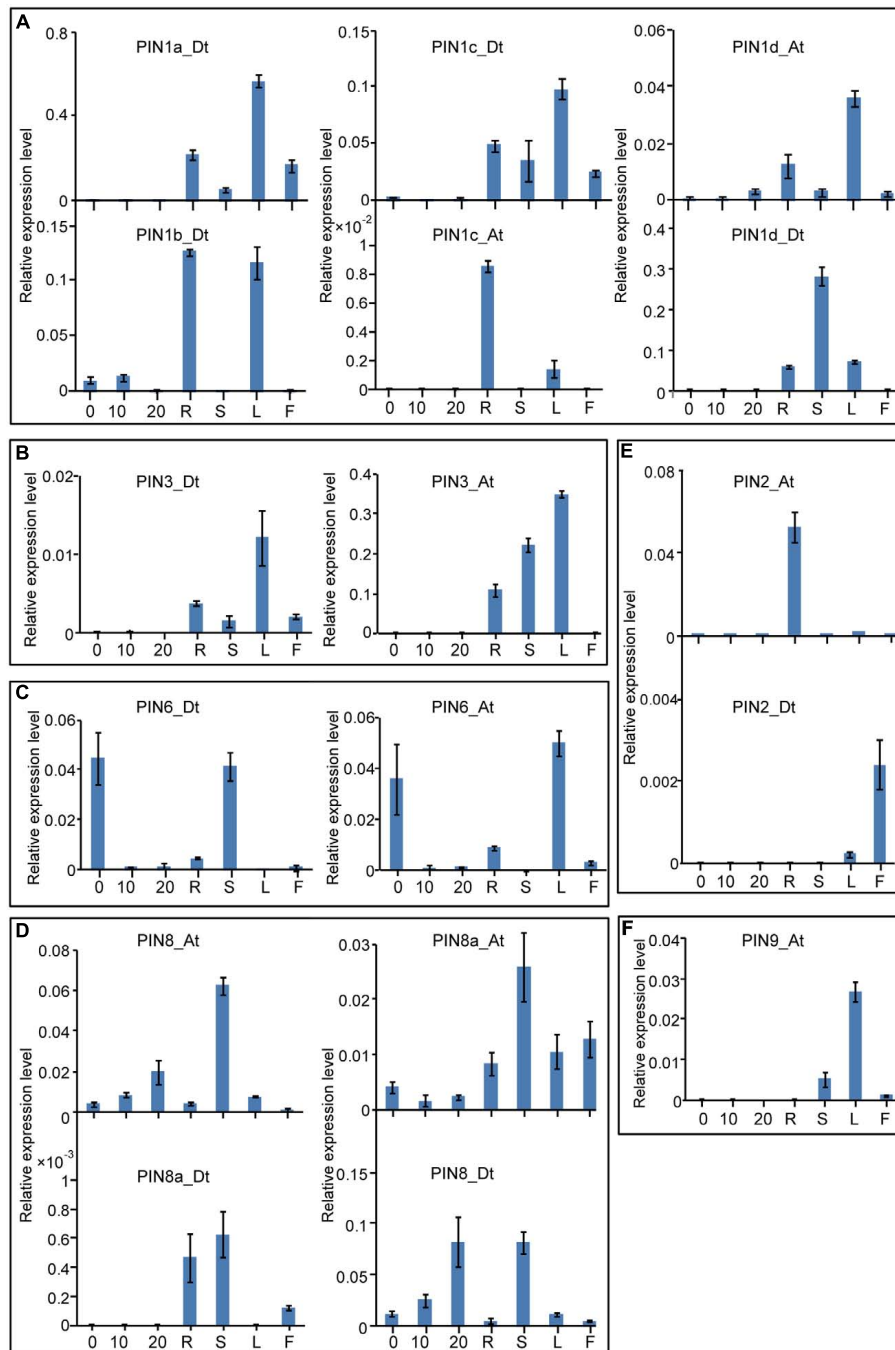 A
PIN1a_Dt
PIN1c_Dt
PIN1d_At
Relative expression level
0.8
0.4
0
0.15
0.1
0.05
0
0.06
0.04
0.02
0
PIN1b_Dt
PIN1c_At
PIN1d_Dt
0.15
0.1
0.05
0
×10⁻²
1
0.8
0.6
0.4
0.2
0
0.4
0.3
0.2
0.1
0
Relative expression level
Relative expression level
0 10 20 R S L F
0 10 20 R S L F
0 10 20 R S L F
B
PIN3_Dt
PIN3_At
Relative expression level
0.02
0.01
0
Relative expression level
0.4
0.3
0.2
0.1
0
0 10 20 R S L F
0 10 20 R S L F
C
PIN6_Dt
PIN6_At
Relative expression level
0.06
0.04
0.02
0
Relative expression level
0.06
0.04
0.02
0
0 10 20 R S L F
0 10 20 R S L F
D
PIN8_At
PIN8a_At
Relative expression level
0.08
0.06
0.04
0.02
0
Relative expression level
0.03
0.02
0.01
0
PIN8a_Dt
PIN8_Dt
×10⁻³
1
0.8
0.6
0.4
0.2
0
0.15
0.1
0.05
0
0 10 20 R S L F
0 10 20 R S L F
E
PIN2_At
Relative expression level
0.08
0.04
0
PIN2_Dt
0.004
0.002
0
0 10 20 R S L F
F
PIN9_At
Relative expression level
0.04
0.03
0.02
0.01
0
0 10 20 R S L F